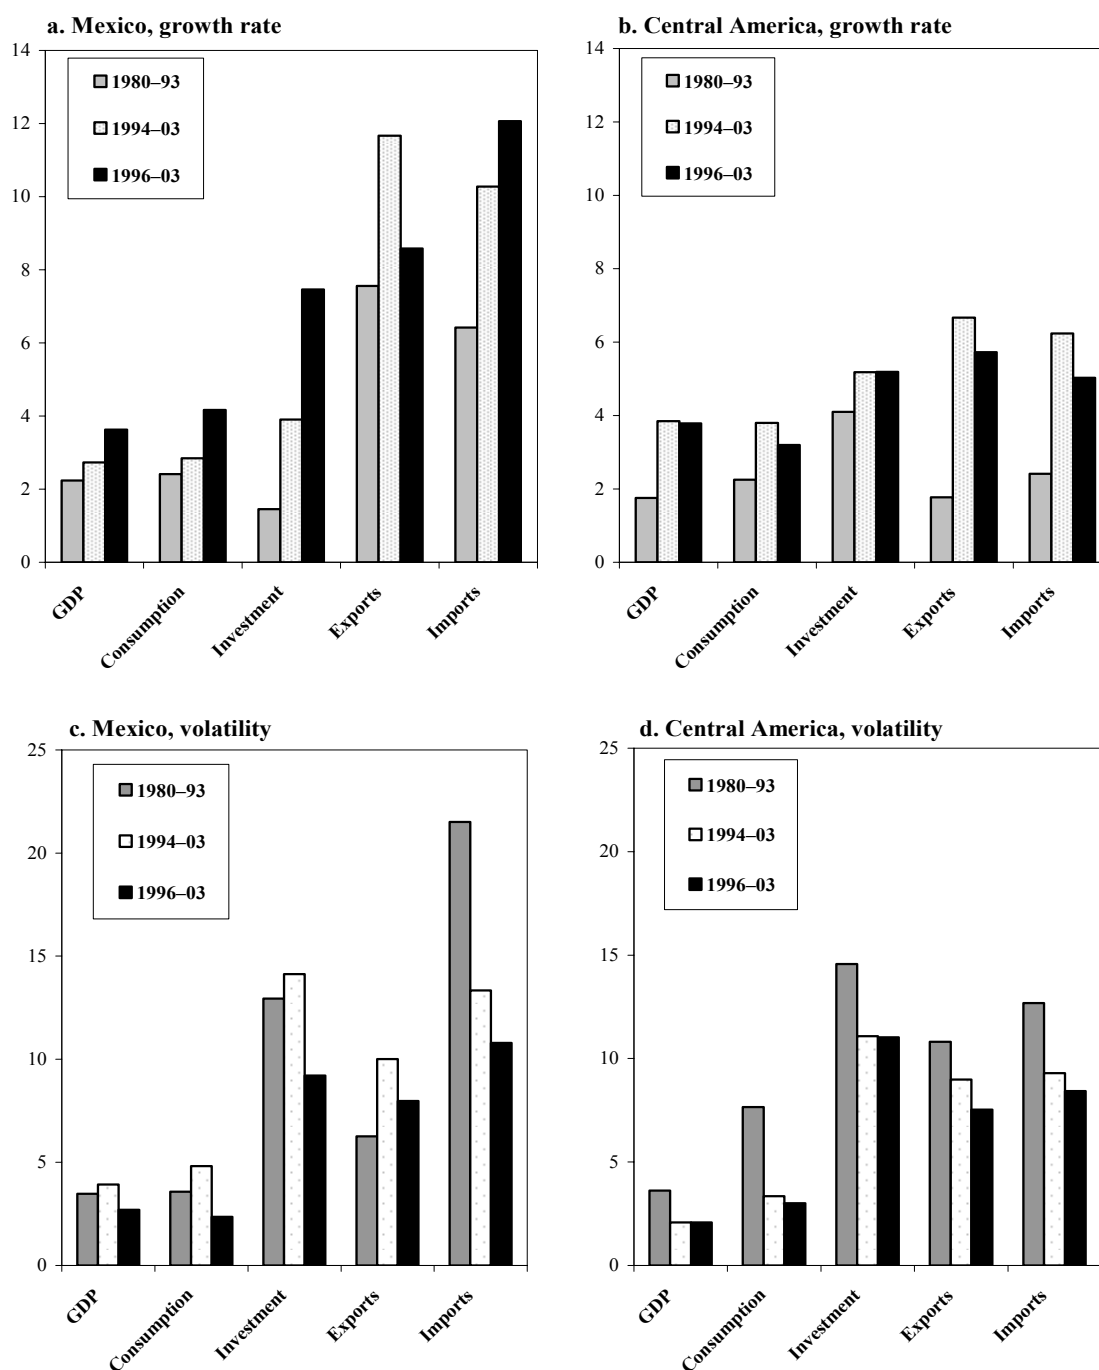 a. Mexico, growth rate
14
12
10
8
6
4
2
0
1980–93
1994–03
1996–03
GDP
Consumption
Investment
Exports
Imports
b. Central America, growth rate
14
12
10
8
6
4
2
0
1980–93
1994–03
1996–03
GDP
Consumption
Investment
Exports
Imports
c. Mexico, volatility
25
20
15
10
5
0
1980–93
1994–03
1996–03
GDP
Consumption
Investment
Exports
Imports
d. Central America, volatility
25
20
15
10
5
0
1980–93
1994–03
1996–03
GDP
Consumption
Investment
Exports
Imports